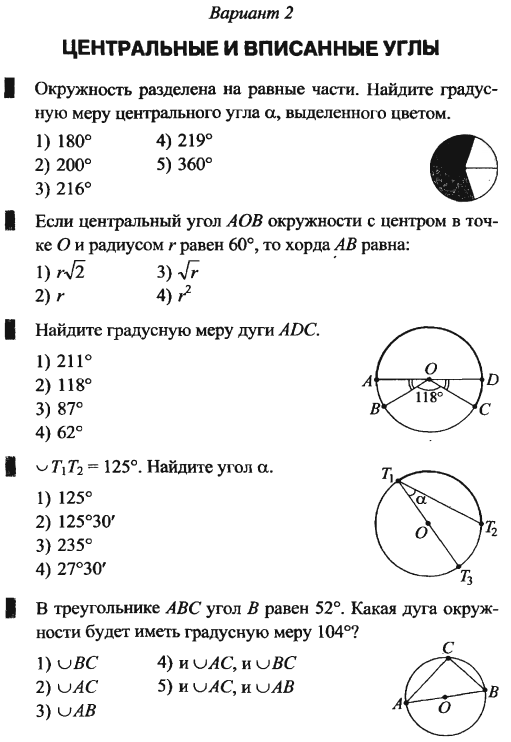 Вариант 2
ЦЕНТРАЛЬНЫЕ И ВПИСАННЫЕ УГЛЫ
Окружность разделена на равные части. Найдите градус-
ную меру центрального угла α, выделенного цветом.
1) 180° 4) 219°
2) 200° 5) 360°
3) 216°
Если центральный угол AOB окружности с центром в точ-
ке O и радиусом r равен 60°, то хорда AB равна:
1) r√2 3) √r
2) r 4) r²
Найдите градусную меру дуги ADC.
1) 211°
2) 118°
3) 87°
4) 62°
A O D
B 118° C
◡T₁T₂ = 125°. Найдите угол α.
1) 125°
2) 125°30′
3) 235°
4) 27°30′
T₁
α
O T₂
T₃
В треугольнике ABC угол B равен 52°. Какая дуга окруж-
ности будет иметь градусную меру 104°?
1) ∪BC 4) и ∪AC, и ∪BC
2) ∪AC 5) и ∪AC, и ∪AB
3) ∪AB
C
A O B